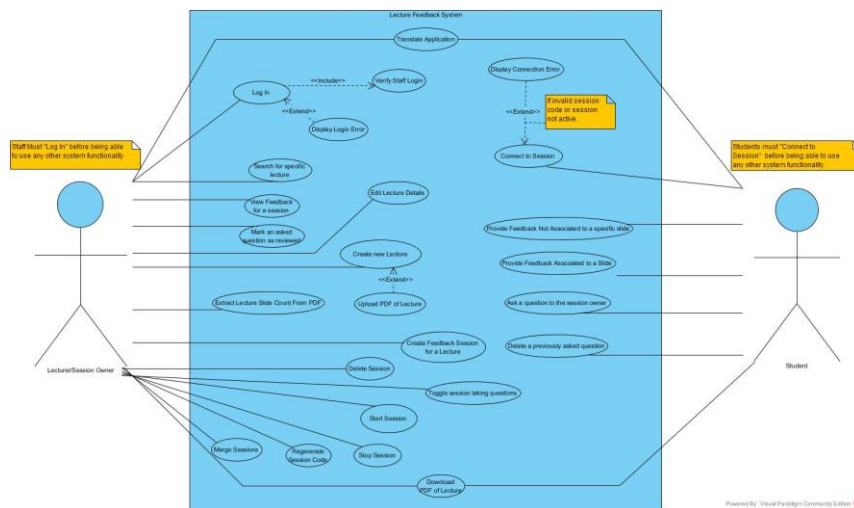 Lecture Feedback System
Translate Application
Display Connection Error
<<Include>>
Verify Staff Login
Log In
<<Extend>>
Display Login Error
<<Extend>>
If invalid session
code or session
not active.
Staff Must "Log In" before being able
to use any other system functionality
Students must "Connect to
Session" before being able to use
any other system functionality.
Connect to Session
Search for specific
lecture
Edit Lecture Details
View Feedback
for a session
Mark an asked
question as reviewed
Provide Feedback Not Associated to a specific slide
Create new Lecture
Provide Feedback Associated to a Slide
<<Extend>>
Extract Lecture Slide Count From PDF
Upload PDF of Lecture
Ask a question to the session owner
Create Feedback Session
for a Lecture
Delete a previously asked question
Lecturer/Session Owner
Delete Session
Student
Toggle session taking questions
Start Session
Merge Sessions
Regenerate
Session Code
Stop Session
Download
PDF of Lecture
Powered By : Visual Paradigm Community Edition